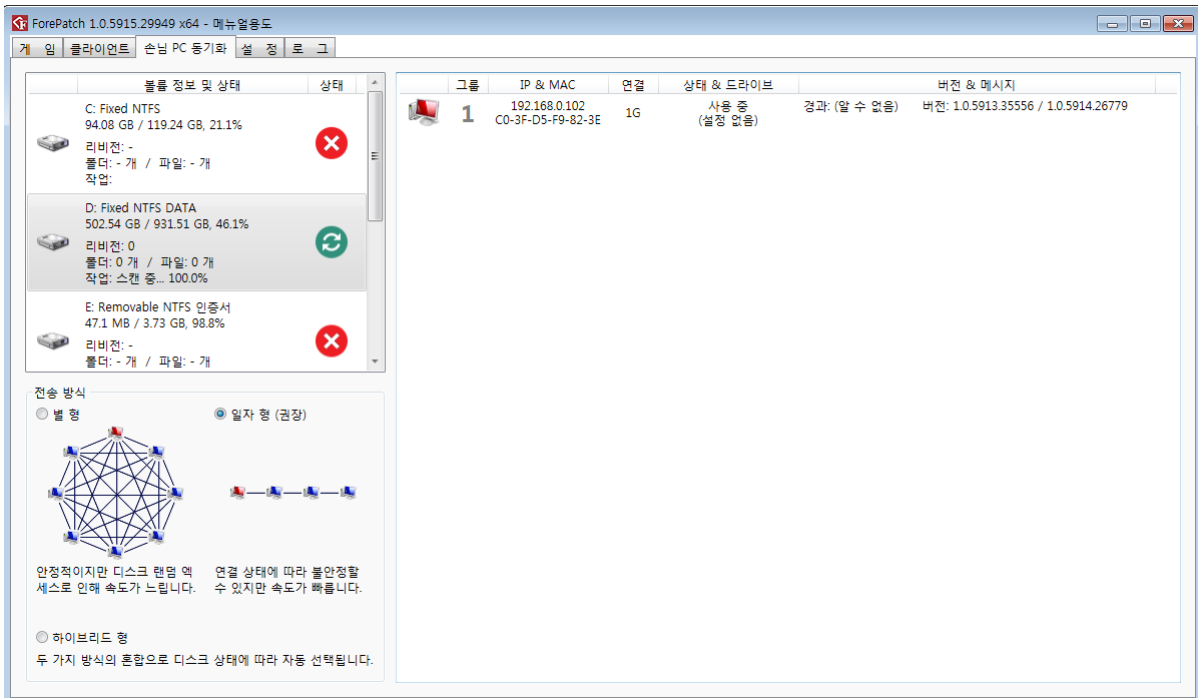 ForePatch 1.0.5915.29949 x64 - 메뉴얼용도
게 임 클라이언트 손님 PC 동기화 설 정 로 그
볼륨 정보 및 상태 상태
C: Fixed NTFS
94.08 GB / 119.24 GB, 21.1%
리비전: -
폴더: - 개 / 파일: - 개
작업:
D: Fixed NTFS DATA
502.54 GB / 931.51 GB, 46.1%
리비전: 0
폴더: 0 개 / 파일: 0 개
작업: 스캔 중... 100.0%
E: Removable NTFS 인증서
47.1 MB / 3.73 GB, 98.8%
리비전: -
폴더: - 개 / 파일: - 개
전송 방식
별 형
일자 형 (권장)
안정적이지만 디스크 랜덤 엑
세스로 인해 속도가 느립니다.
연결 상태에 따라 불안정할
수 있지만 속도가 빠릅니다.
하이브리드 형
두 가지 방식의 혼합으로 디스크 상태에 따라 자동 선택됩니다.
그룹 IP & MAC 연결 상태 & 드라이브 버전 & 메시지
1 192.168.0.102 1G 사용 중 경과: (알 수 없음) 버전: 1.0.5913.35556 / 1.0.5914.26779
C0-3F-D5-F9-82-3E (설정 없음)